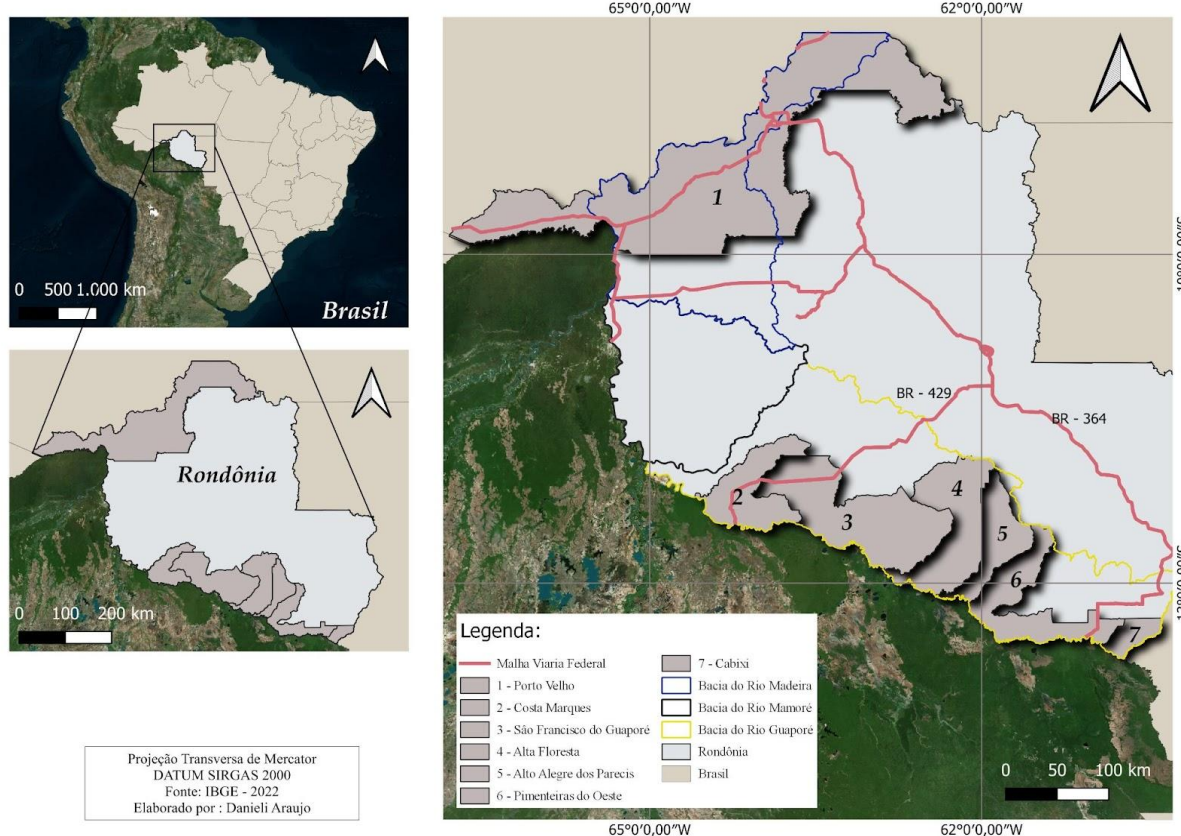 0 500 1.000 km
Brasil
Rondônia
0 100 200 km
Projeção Transversa de Mercator
DATUM SIRGAS 2000
Fonte: IBGE - 2022
Elaborado por : Danieli Araujo
65°0′0,00″W 62°0′0,00″W
1
BR - 429
BR - 364
2
3
4
5
6
7
Legenda:
Malha Viaria Federal
1 - Porto Velho
2 - Costa Marques
3 - São Francisco do Guaporé
4 - Alta Floresta
5 - Alto Alegre dos Parecis
6 - Pimenteiras do Oeste
7 - Cabixi
Bacia do Rio Madeira
Bacia do Rio Mamoré
Bacia do Rio Guaporé
Rondônia
Brasil
0 50 100 km
65°0′0,00″W 62°0′0,00″W